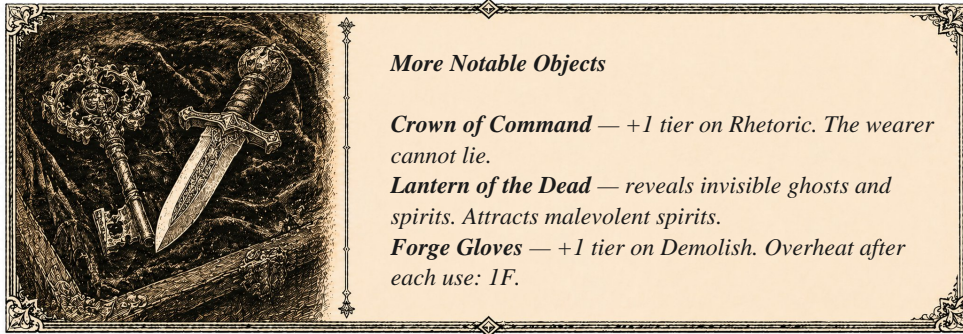 More Notable Objects
Crown of Command — +1 tier on Rhetoric. The wearer
cannot lie.
Lantern of the Dead — reveals invisible ghosts and
spirits. Attracts malevolent spirits.
Forge Gloves — +1 tier on Demolish. Overheat after
each use: 1F.